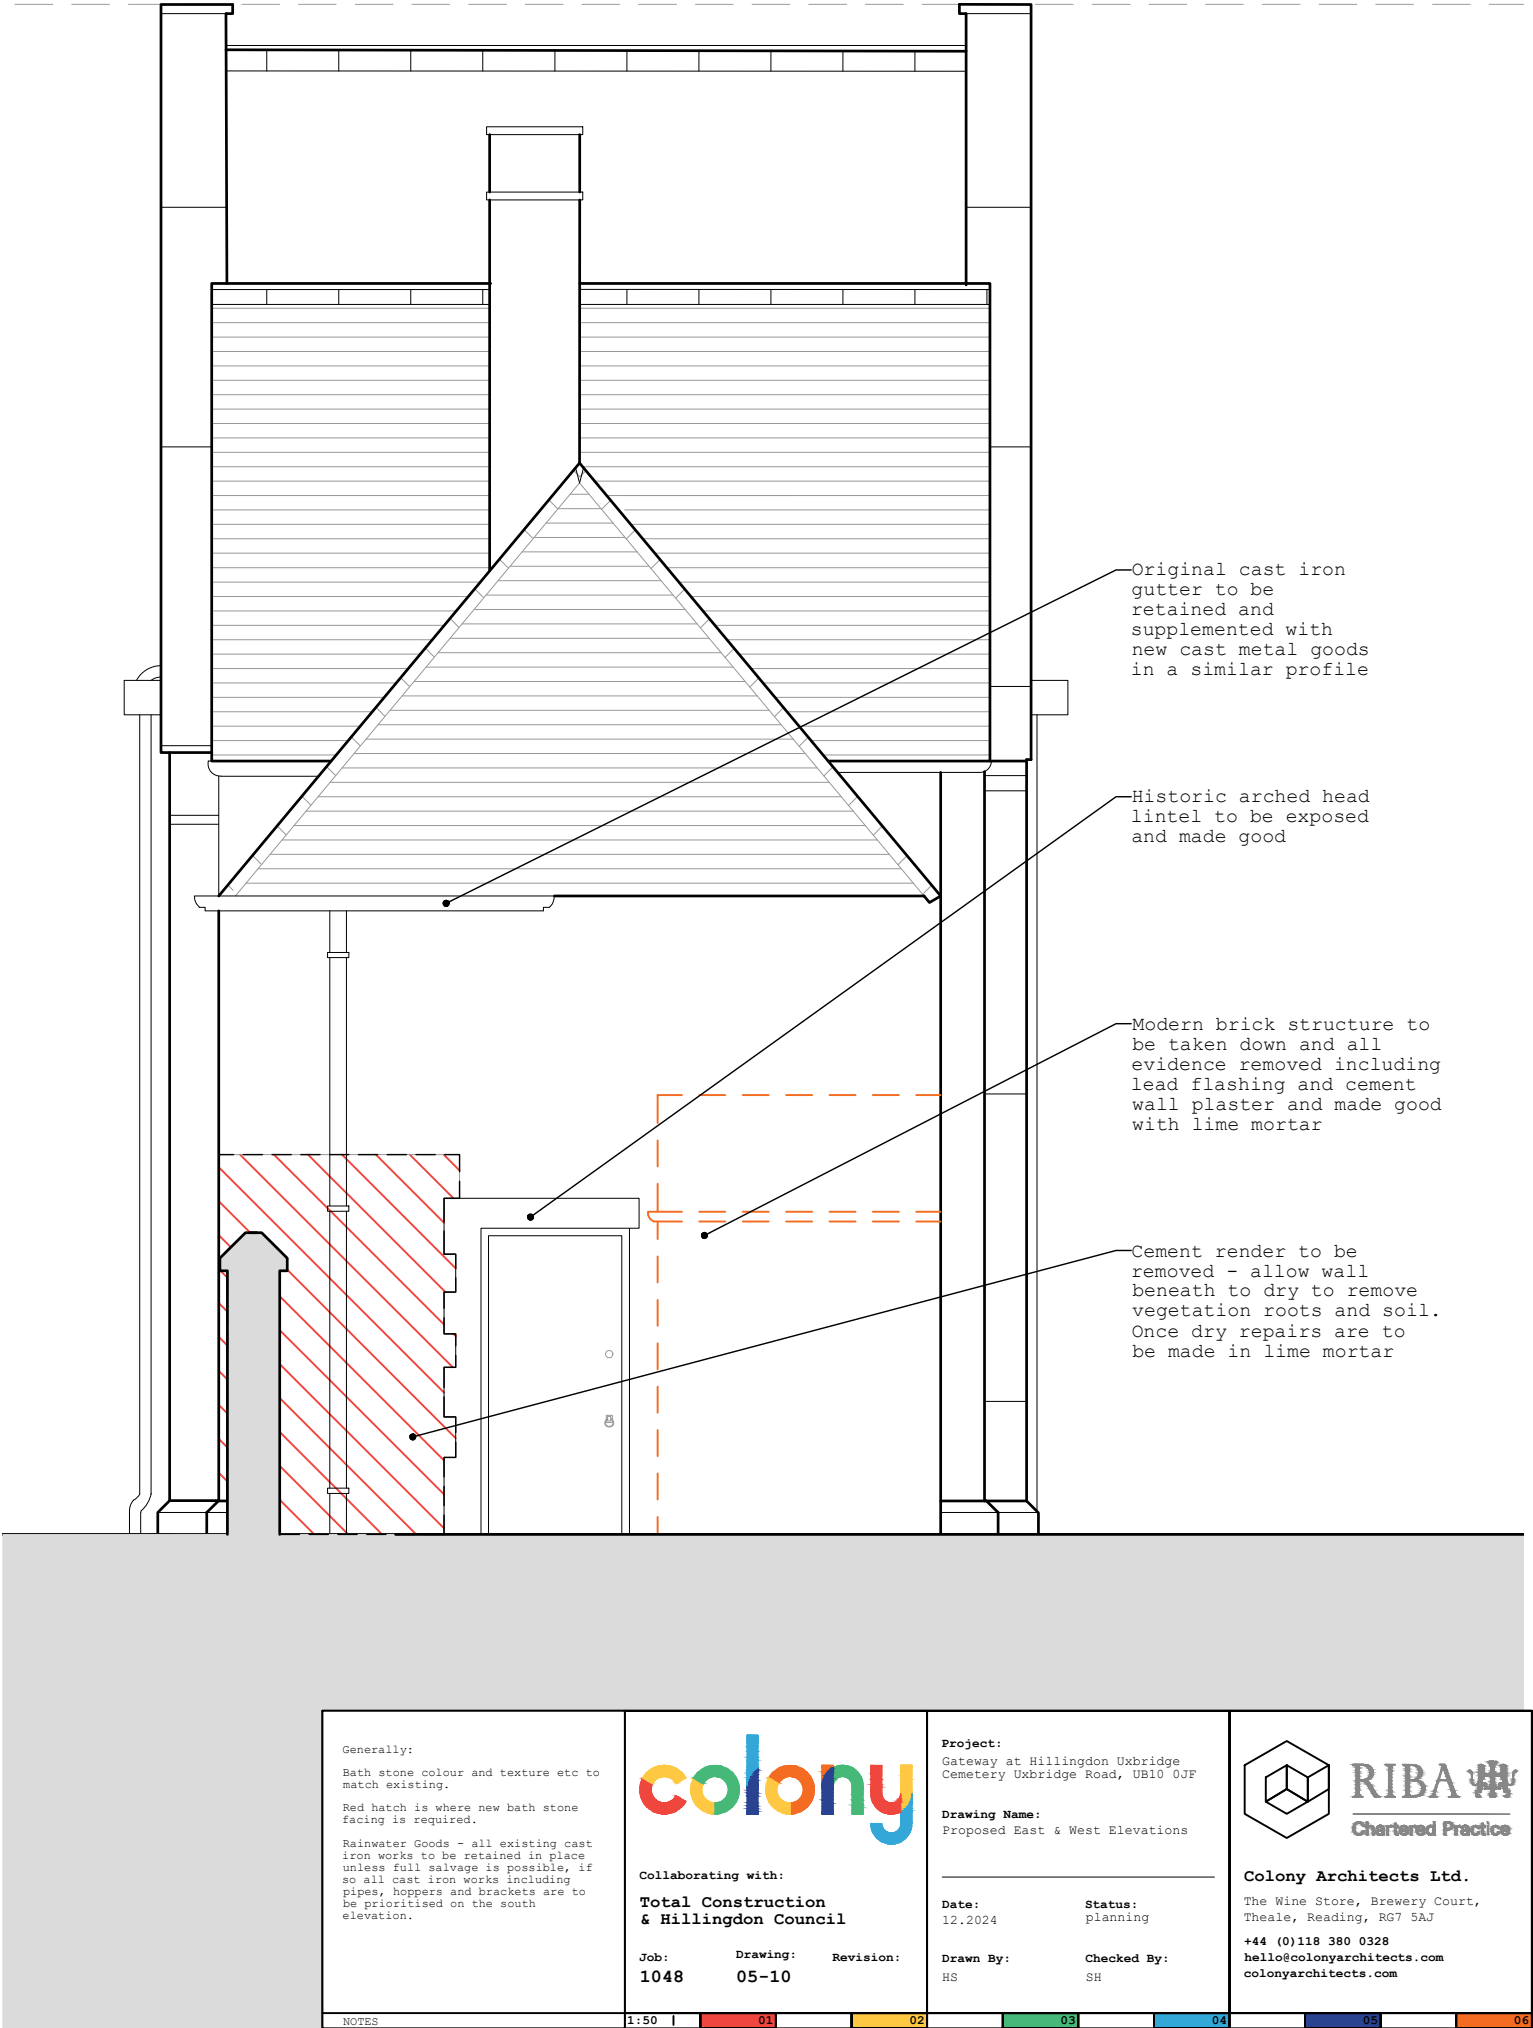 Original cast iron
gutter to be
retained and
supplemented with
new cast metal goods
in a similar profile
Historic arched head
lintel to be exposed
and made good
Modern brick structure to
be taken down and all
evidence removed including
lead flashing and cement
wall plaster and made good
with lime mortar
Cement render to be
removed - allow wall
beneath to dry to remove
vegetation roots and soil.
Once dry repairs are to
be made in lime mortar
Generally:
Bath stone colour and texture etc to
match existing.
Red hatch is where new bath stone
facing is required.
Rainwater Goods - all existing cast
iron works to be retained in place
unless full salvage is possible, if
so all cast iron works including
pipes, hoppers and brackets are to
be prioritised on the south
elevation.
NOTES
colony
Collaborating with:
Total Construction
& Hillingdon Council
Job: Drawing: Revision:
1048 05-10
Project:
Gateway at Hillingdon Uxbridge
Cemetery Uxbridge Road, UB10 0JF
Drawing Name:
Proposed East & West Elevations
Date: Status:
12.2024 planning
Drawn By: Checked By:
HS SH
RIBA
Chartered Practice
Colony Architects Ltd.
The Wine Store, Brewery Court,
Theale, Reading, RG7 5AJ
+44 (0)118 380 0328
hello@colonyarchitects.com
colonyarchitects.com
1:50 01 02 03 04 05 06